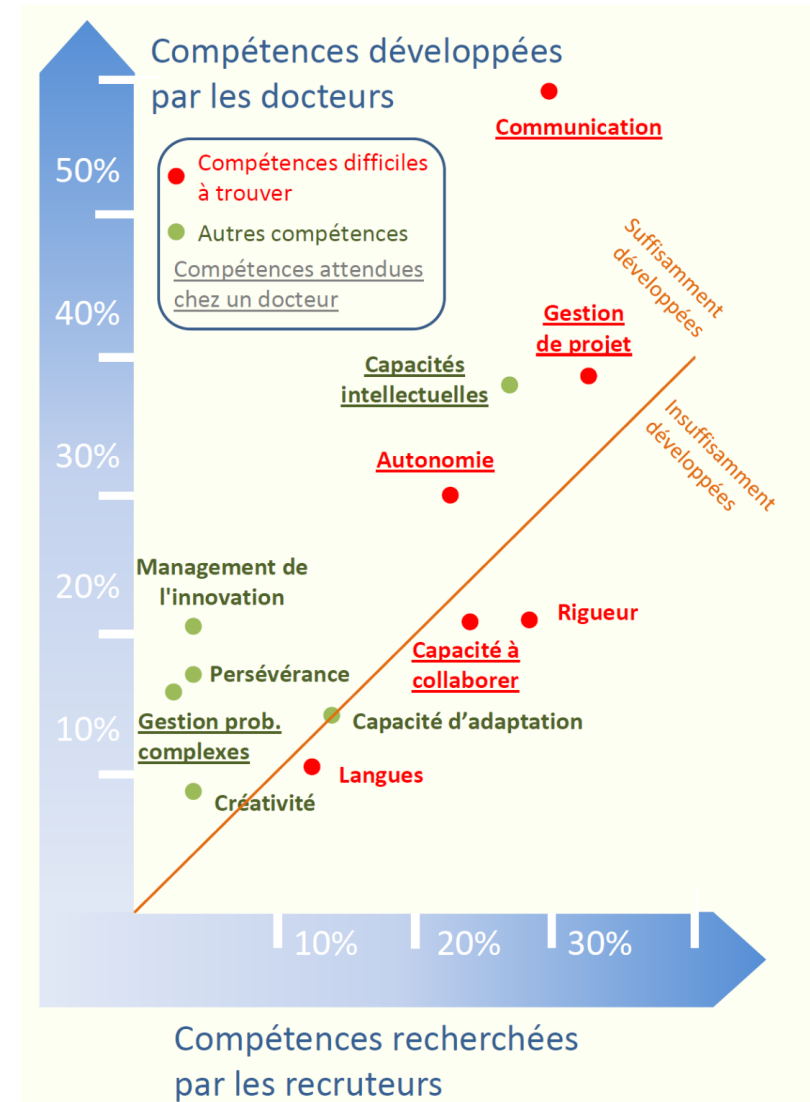 Compétences développées
par les docteurs
Communication
50%
Compétences difficiles
à trouver
Autres compétences
Compétences attendues
chez un docteur
Suffisamment
développées
40%
Gestion
de projet
Capacités
intellectuelles
Insuffisamment
développées
30%
Autonomie
Management de
l'innovation
20%
Rigueur
Capacité à
collaborer
Persévérance
10%
Gestion prob.
complexes
Capacité d’adaptation
Langues
Créativité
10%
20%
30%
Compétences recherchées
par les recruteurs